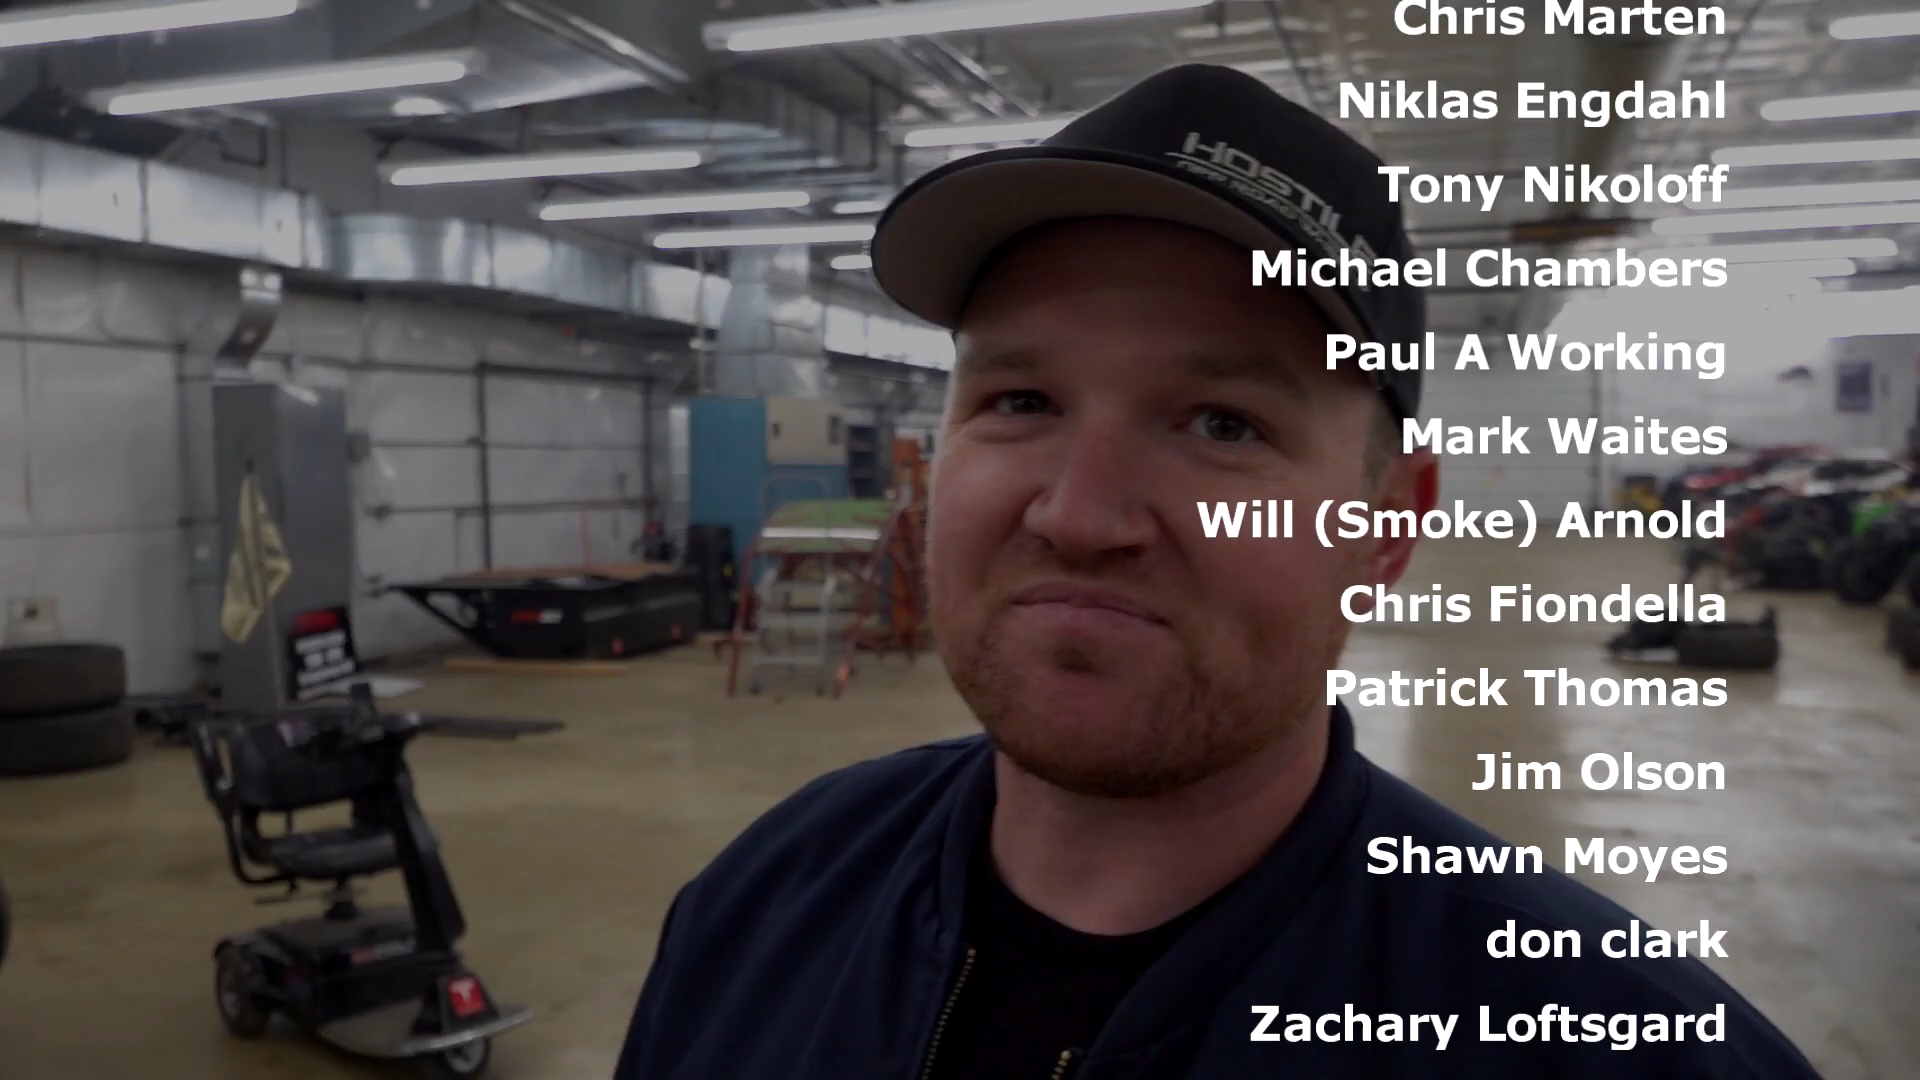 Chris Marten
Niklas Engdahl
Tony Nikoloff
Michael Chambers
Paul A Working
Mark Waites
Will (Smoke) Arnold
Chris Fiondella
Patrick Thomas
Jim Olson
Shawn Moyes
don clark
Zachary Loftsgard
T